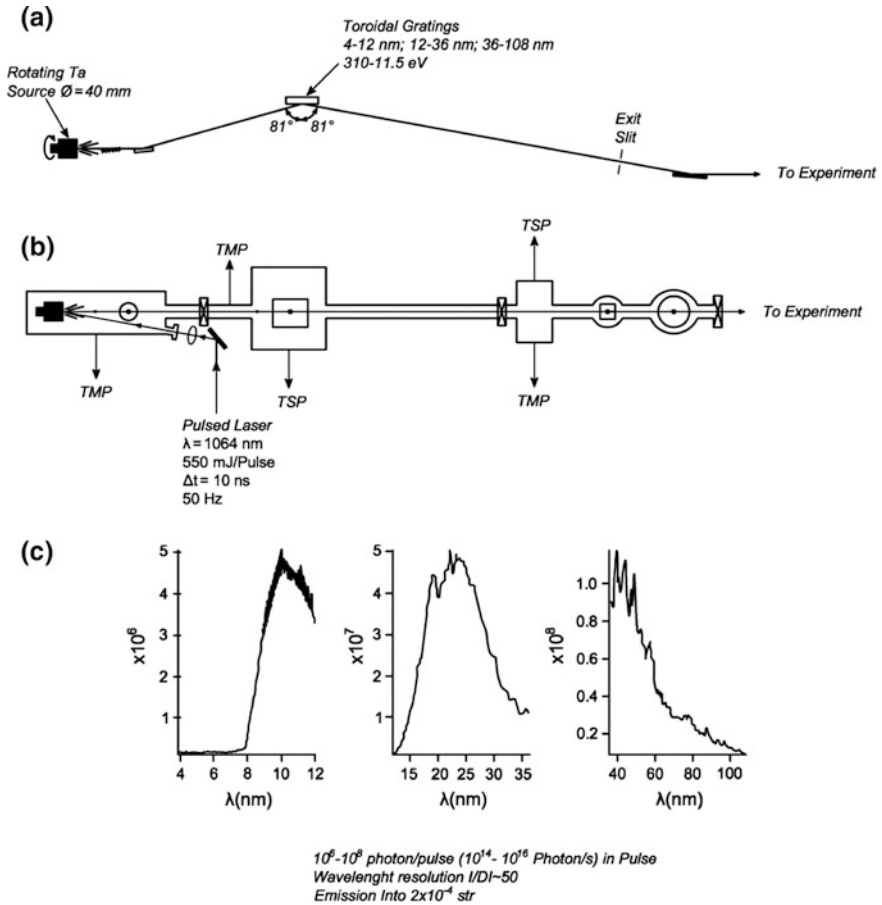 (a)
Toroidal Gratings
4-12 nm; 12-36 nm; 36-108 nm
310-11.5 eV
Rotating Ta
Source Ø = 40 mm
81° 81°
Exit
Slit
To Experiment
(b)
TMP
TSP
To Experiment
TMP
TSP
TMP
Pulsed Laser
λ = 1064 nm
550 mJ/Pulse
Δt = 10 ns
50 Hz
(c)
x10⁶
5
4
3
2
1
4 6 8 10 12
λ(nm)
x10⁷
5
4
3
2
1
15 20 25 30 35
λ(nm)
x10⁸
1.0
0.8
0.6
0.4
0.2
40 60 80 100
λ(nm)
10⁶-10⁸ photon/pulse (10¹⁴- 10¹⁶ Photon/s) in Pulse
Wavelenght resolution I/DI~50
Emission Into 2x10⁻⁴ str